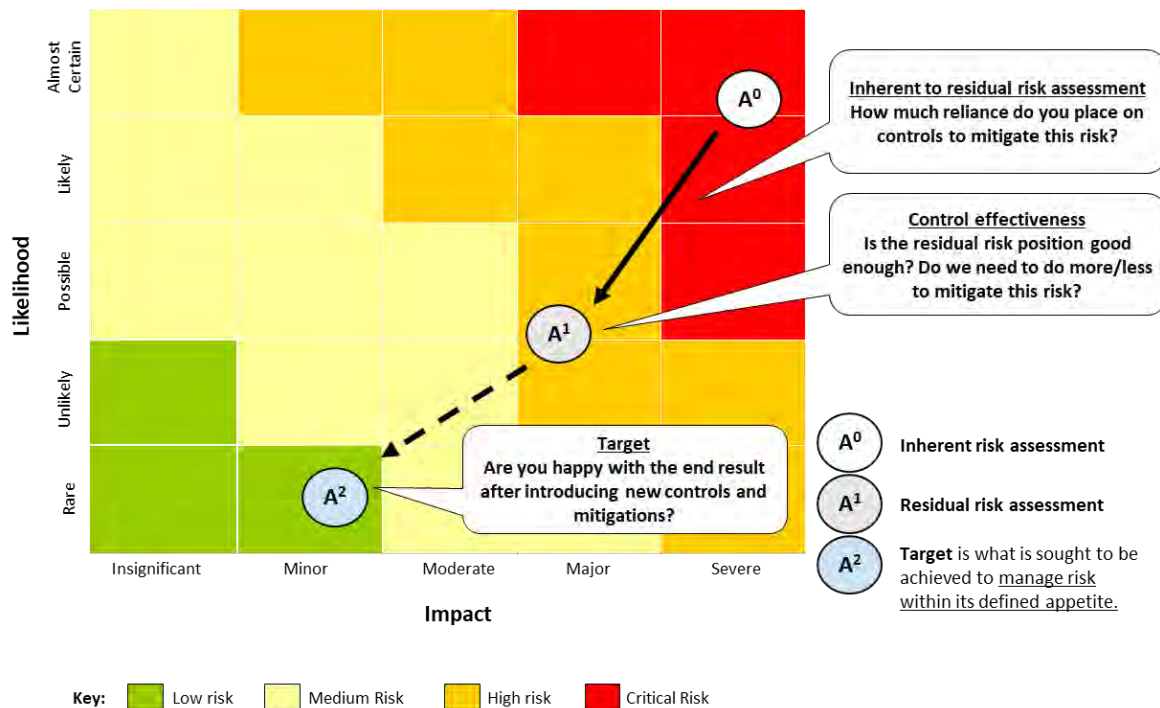 Almost
Certain
Likely
Possible
Unlikely
Rare
Likelihood
A⁰
Inherent to residual risk assessment
How much reliance do you place on
controls to mitigate this risk?
Control effectiveness
Is the residual risk position good
enough? Do we need to do more/less
to mitigate this risk?
A¹
Target
Are you happy with the end result
after introducing new controls and
mitigations?
A²
A⁰ Inherent risk assessment
A¹ Residual risk assessment
A² Target is what is sought to be
achieved to manage risk
within its defined appetite.
Insignificant Minor Moderate Major Severe
Impact
Key: Low risk Medium Risk High risk Critical Risk